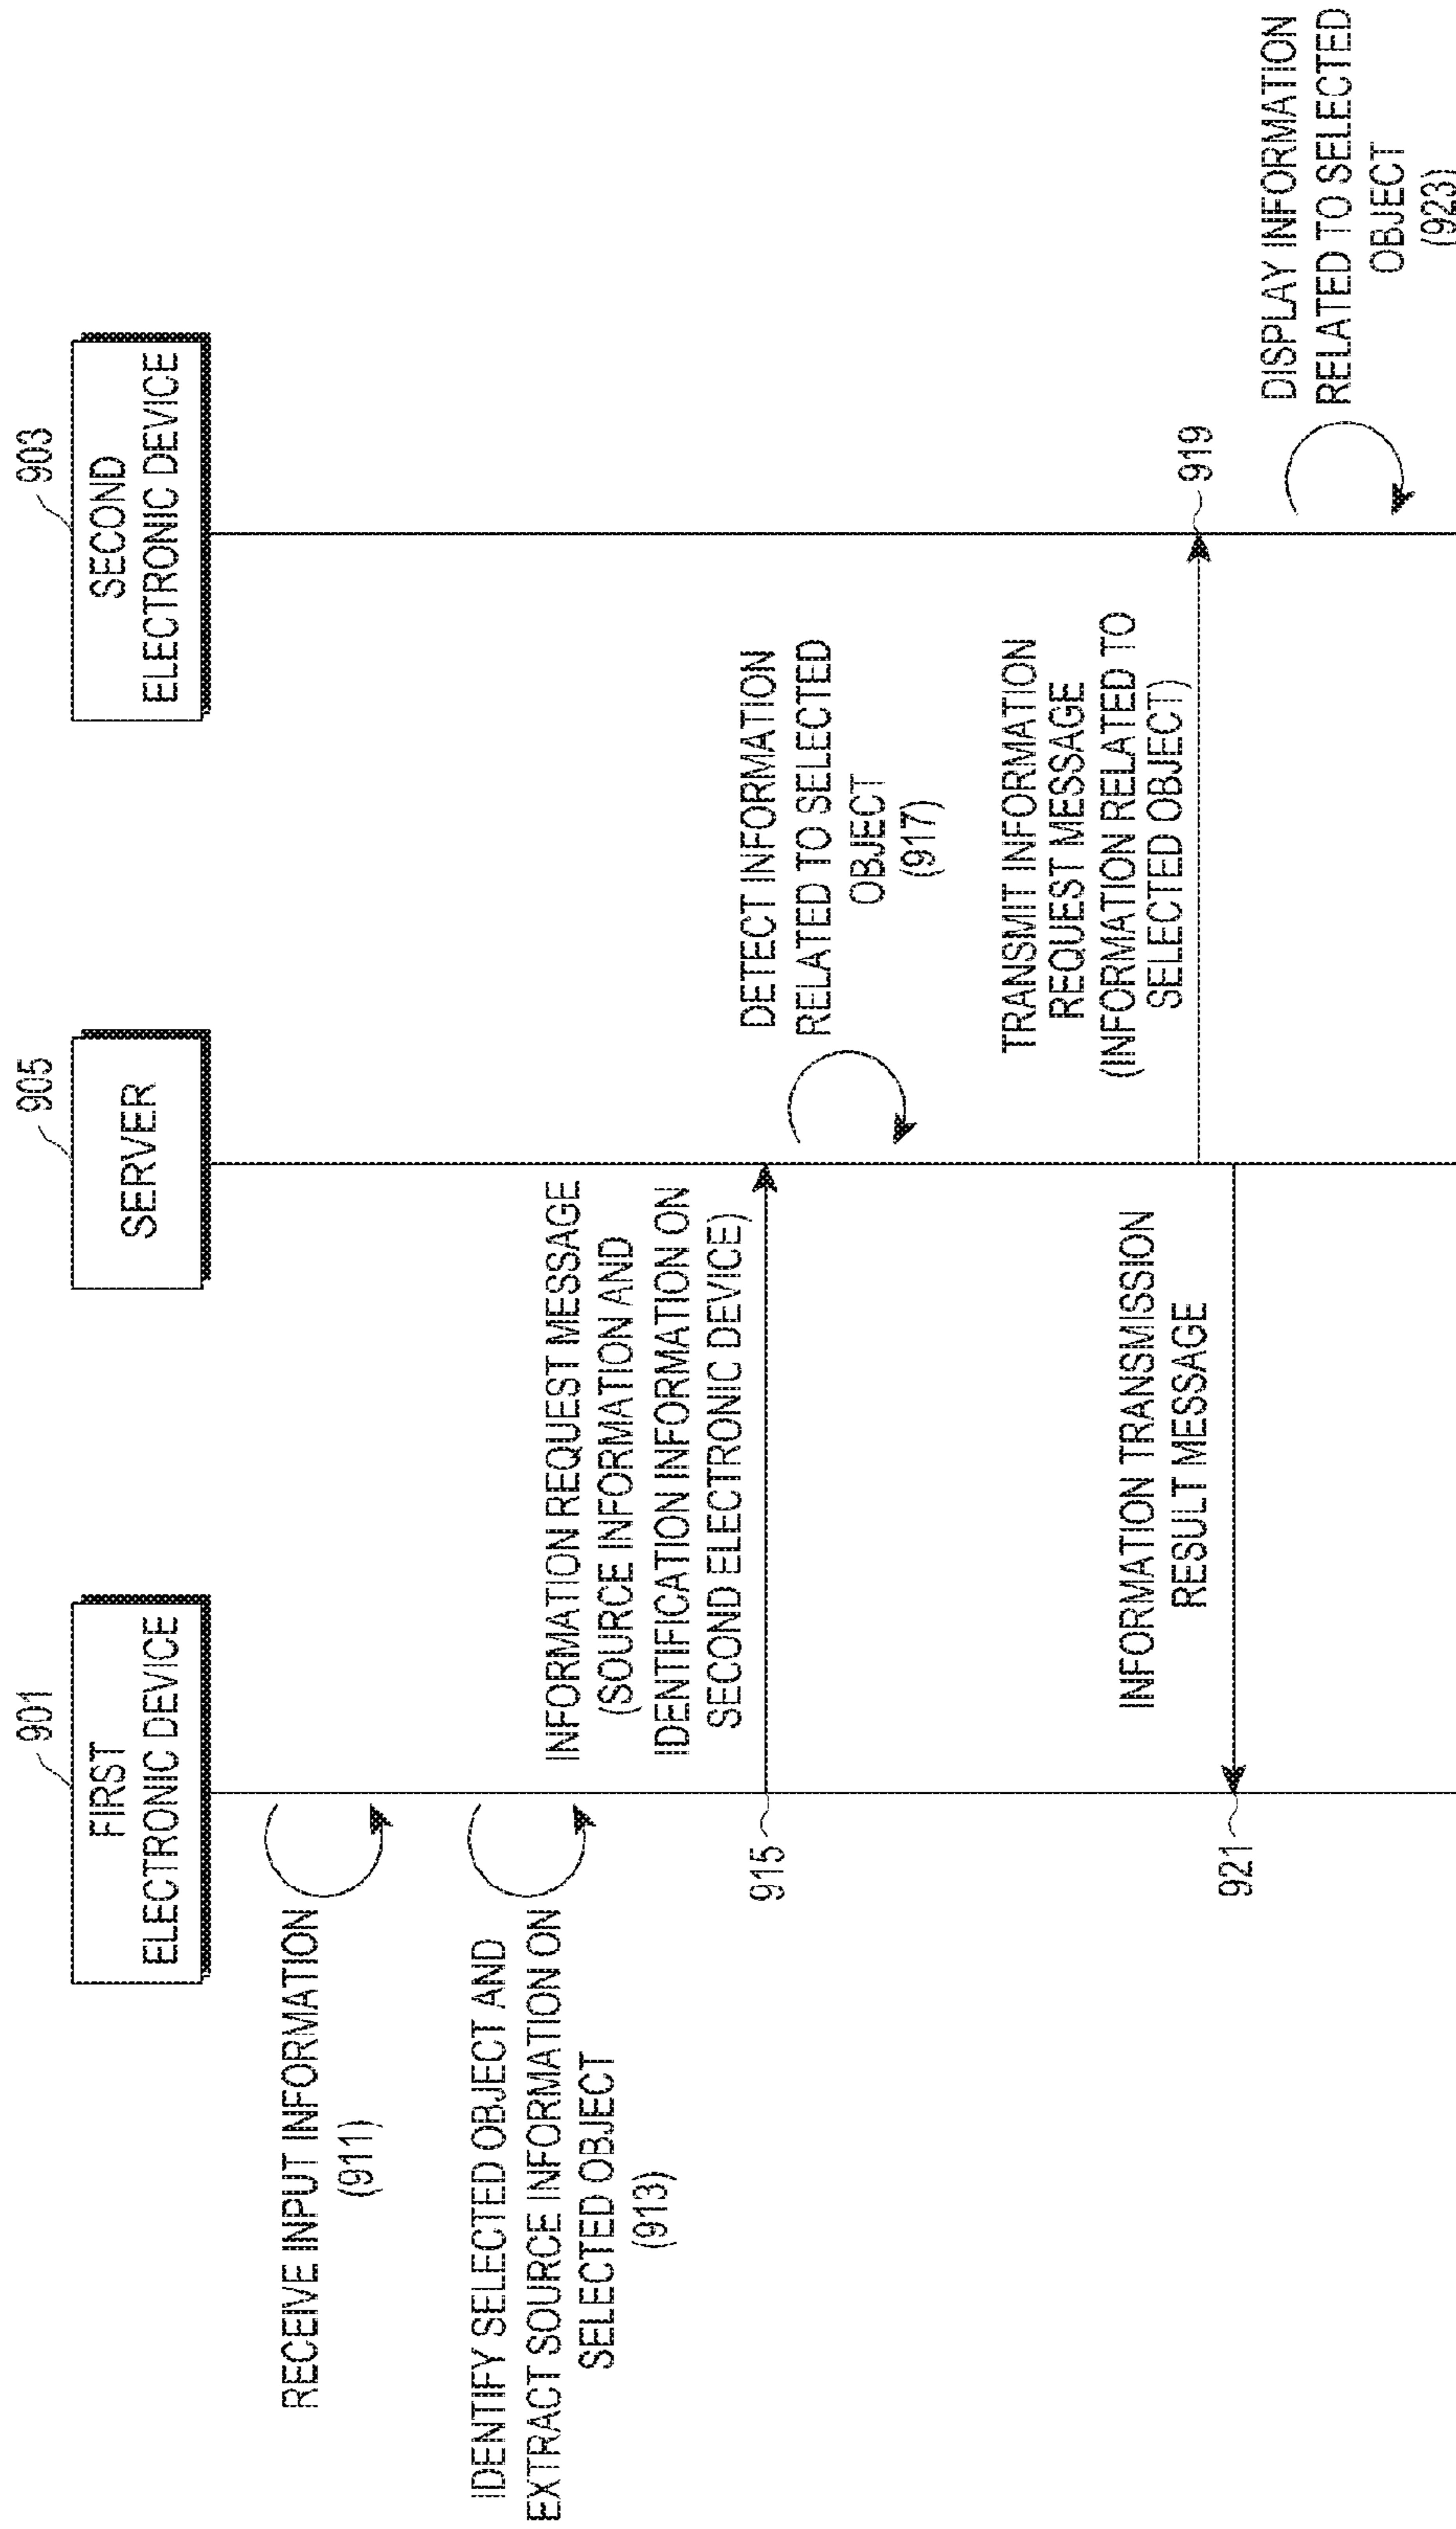 901
FIRST
ELECTRONIC DEVICE
905
SERVER
903
SECOND
ELECTRONIC DEVICE
RECEIVE INPUT INFORMATION
(911)
IDENTIFY SELECTED OBJECT AND
EXTRACT SOURCE INFORMATION ON
SELECTED OBJECT
(913)
INFORMATION REQUEST MESSAGE
(SOURCE INFORMATION AND
IDENTIFICATION INFORMATION ON
SECOND ELECTRONIC DEVICE)
915
DETECT INFORMATION
RELATED TO SELECTED
OBJECT
(917)
TRANSMIT INFORMATION
REQUEST MESSAGE
(INFORMATION RELATED TO
SELECTED OBJECT)
919
INFORMATION TRANSMISSION
RESULT MESSAGE
921
DISPLAY INFORMATION
RELATED TO SELECTED
OBJECT
(923)